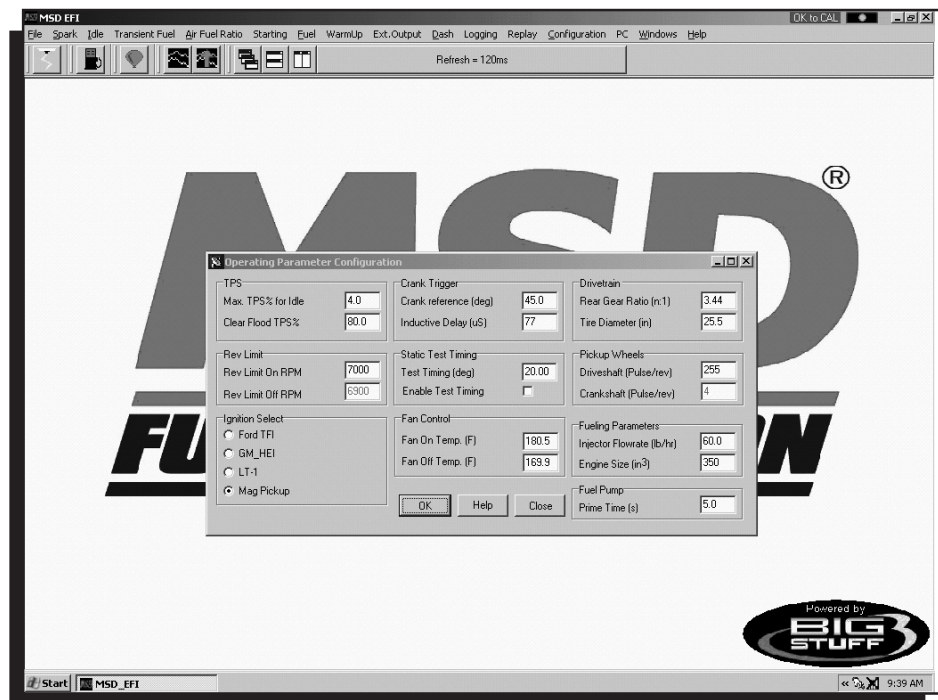 MSD EFI
OK to CAL
File Spark Idle Transient Fuel Air Fuel Ratio Starting Fuel WarmUp Ext.Output Dash Logging Replay Configuration PC Windows Help
Refresh = 120ms
MSD®
Operating Parameter Configuration
TPS
Max. TPS% for Idle 4.0
Clear Flood TPS% 80.0
Rev Limit
Rev Limit On RPM 7000
Rev Limit Off RPM 6900
Ignition Select
Ford TFI
GM_HEI
LT-1
Mag Pickup
Crank Trigger
Crank reference (deg) 45.0
Inductive Delay (uS) 77
Static Test Timing
Test Timing (deg) 20.00
Enable Test Timing
Fan Control
Fan On Temp. (F) 180.5
Fan Off Temp. (F) 169.9
OK Help Close
Drivetrain
Rear Gear Ratio (n:1) 3.44
Tire Diameter (in) 25.5
Pickup Wheels
Driveshaft (Pulse/rev) 255
Crankshaft (Pulse/rev) 4
Fueling Parameters
Injector Flowrate (lb/hr) 60.0
Engine Size (in3) 350
Fuel Pump
Prime Time (s) 5.0
FU
N
Powered by
BIG STUFF 3
Start MSD_EFI
« 9:39 AM